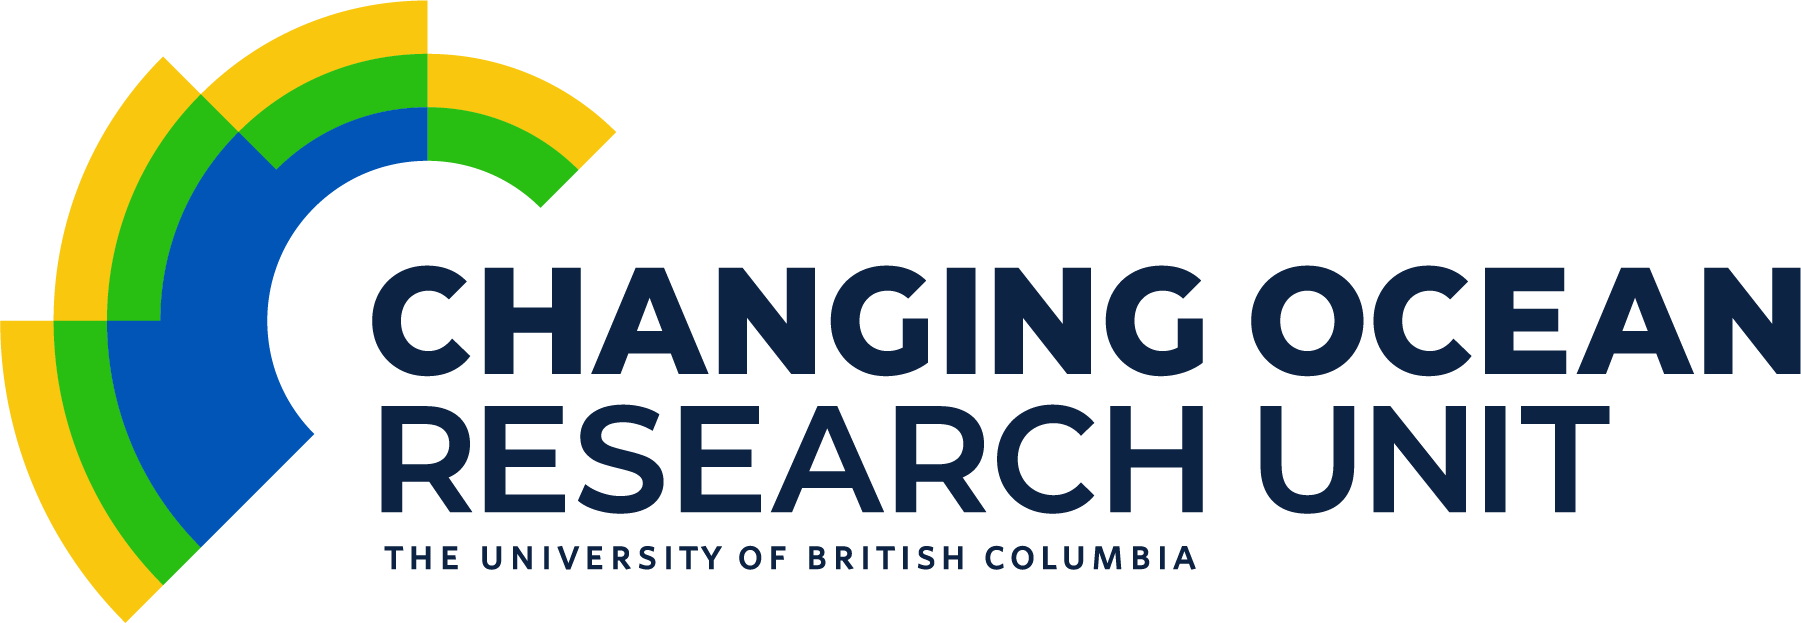 CHANGING OCEAN
RESEARCH UNIT
THE UNIVERSITY OF BRITISH COLUMBIA